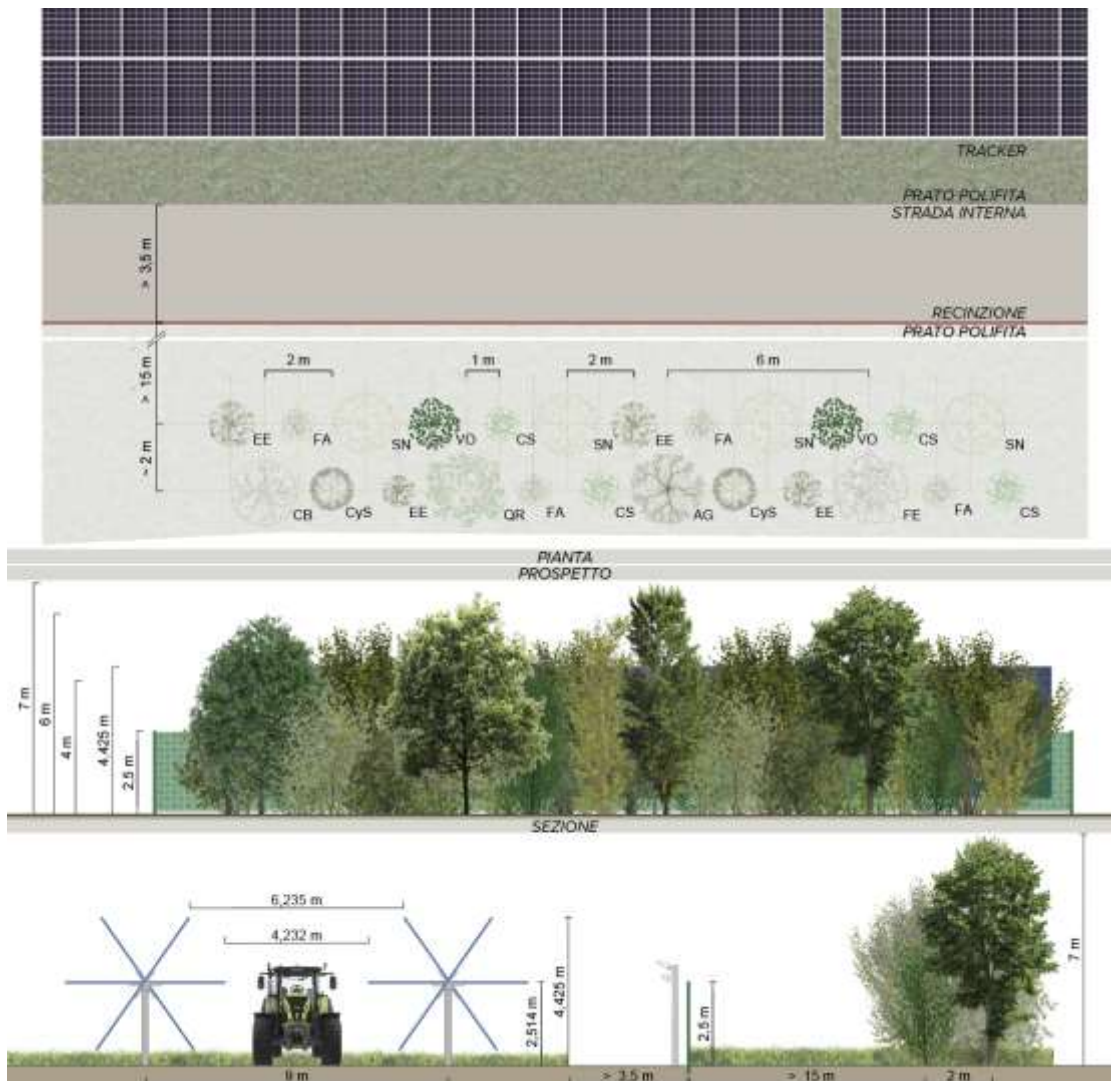 TRACKER
PRATO POLIFITA
STRADA INTERNA
> 3,5 m
RECINZIONE
PRATO POLIFITA
> 15 m
2 m
1 m
2 m
6 m
EE FA SN VO CS SN EE FA SN VO CS SN
> 2 m
CB CyS EE QR FA CS AG CyS EE FE FA CS
PIANTA
PROSPETTO
7 m
6 m
4 m
4,425 m
2,5 m
SEZIONE
6,235 m
4,232 m
2,514 m
4,425 m
2,5 m
7 m
9 m
> 3,5 m
> 15 m
2 m